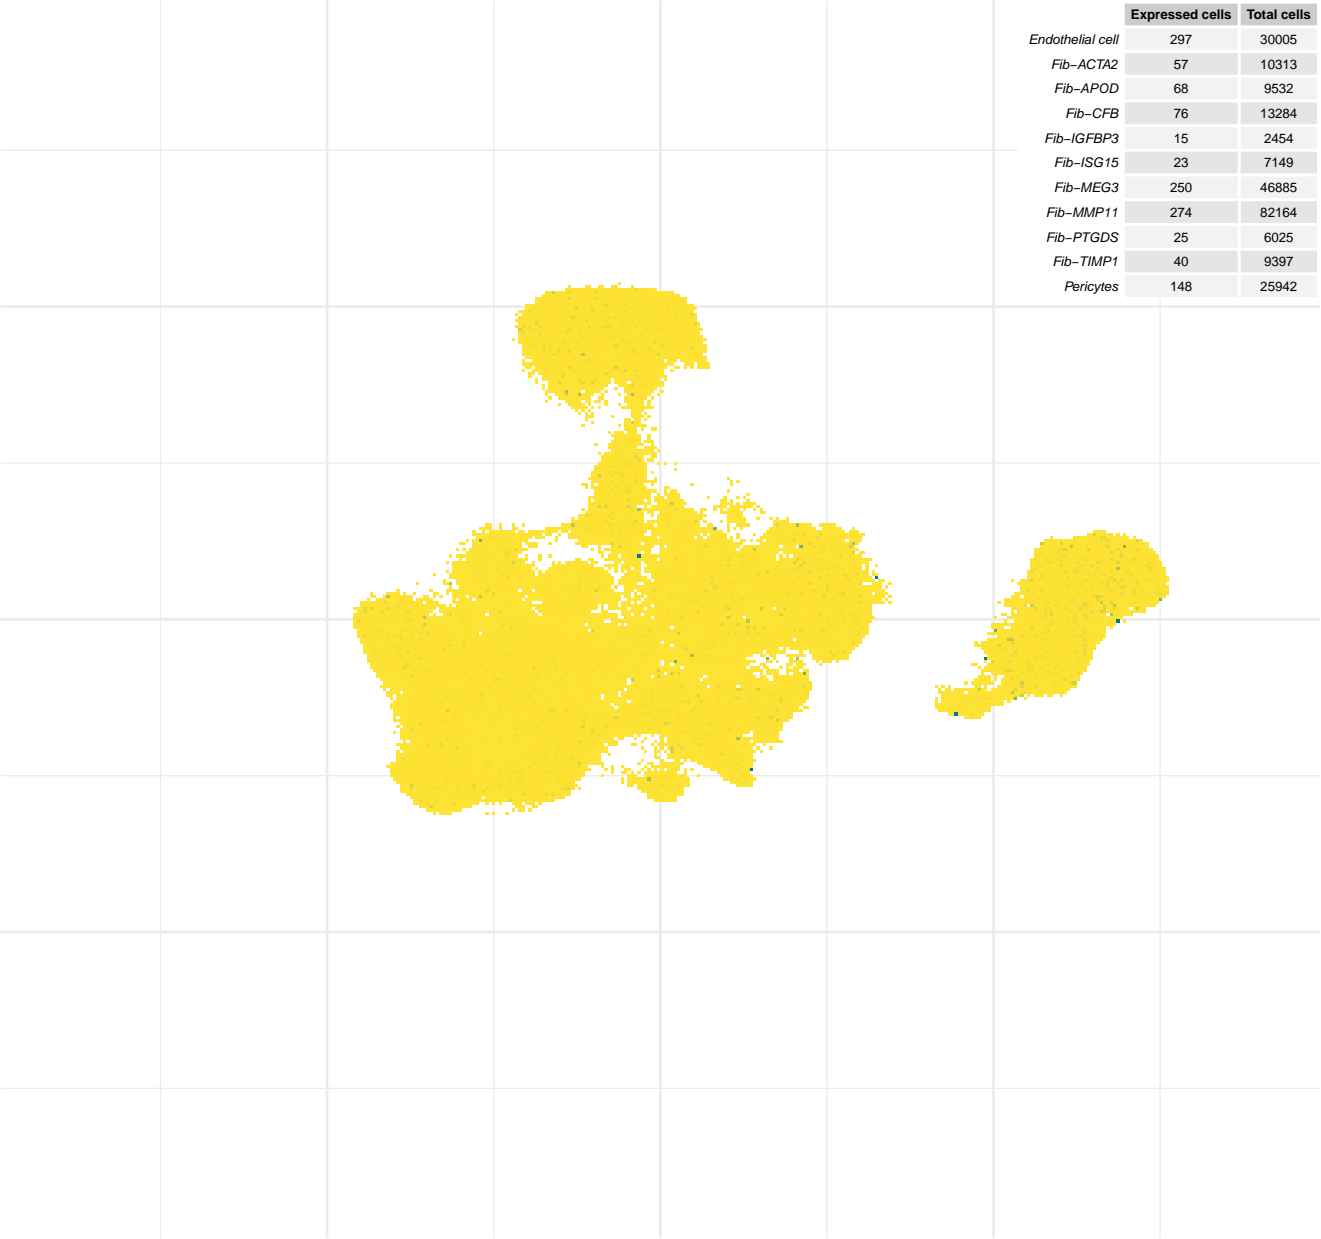 Expressed cells Total cells
Endothelial cell 297 30005
Fib−ACTA2 57 10313
Fib−APOD 68 9532
Fib−CFB 76 13284
Fib−IGFBP3 15 2454
Fib−ISG15 23 7149
Fib−MEG3 250 46885
Fib−MMP11 274 82164
Fib−PTGDS 25 6025
Fib−TIMP1 40 9397
Pericytes 148 25942